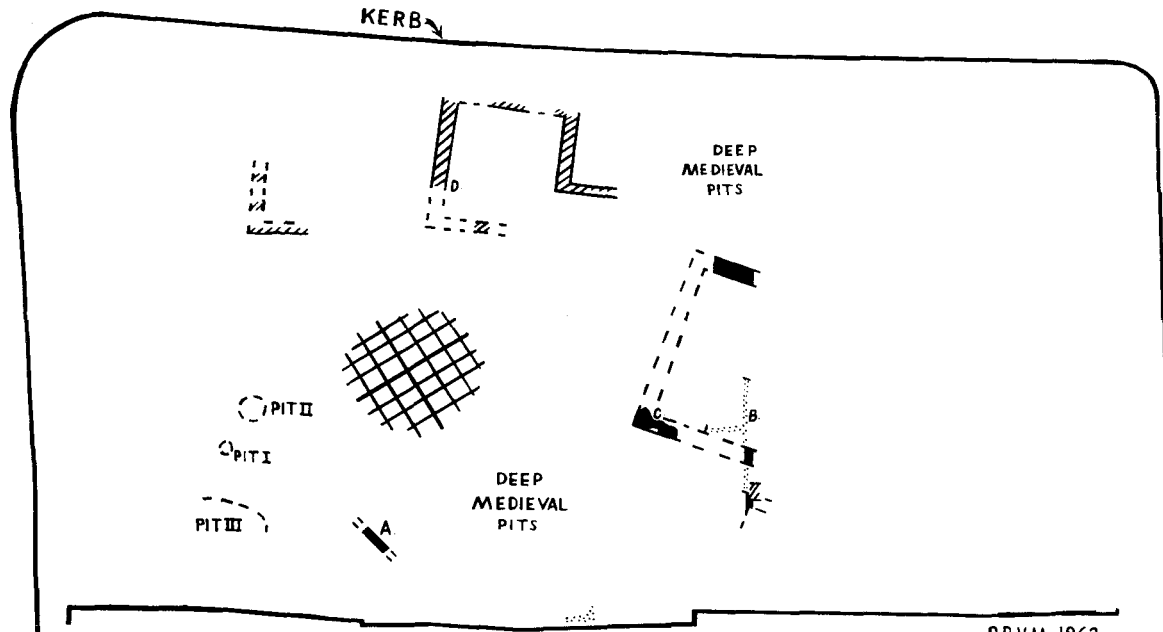 KERB
DEEP
MEDIEVAL
PITS
D
C
B
PIT II
PIT I
PIT III
A
DEEP
MEDIEVAL
PITS